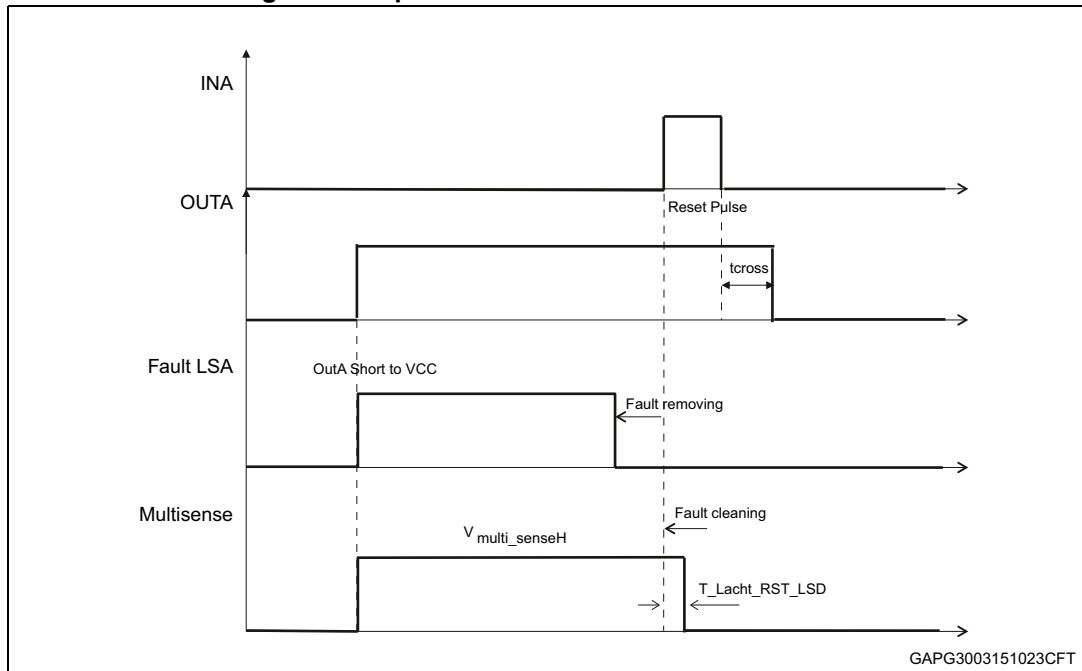 INA
Reset Pulse
OUTA
tcross
Fault LSA
OutA Short to VCC
Fault removing
Multisense
Fault cleaning
V multi_senseH
T_Lacht_RST_LSD
GAPG3003151023CFT